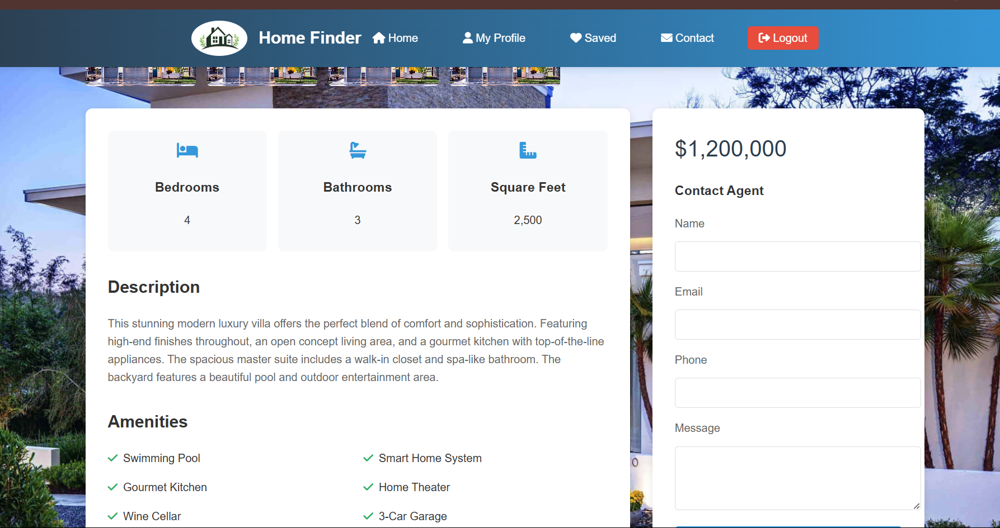 Home Finder
Home
My Profile
Saved
Contact
Logout
Bedrooms
4
Bathrooms
3
Square Feet
2,500
Description
This stunning modern luxury villa offers the perfect blend of comfort and sophistication. Featuring
high-end finishes throughout, an open concept living area, and a gourmet kitchen with top-of-the-line
appliances. The spacious master suite includes a walk-in closet and spa-like bathroom. The
backyard features a beautiful pool and outdoor entertainment area.
Amenities
Swimming Pool
Smart Home System
Gourmet Kitchen
Home Theater
Wine Cellar
3-Car Garage
$1,200,000
Contact Agent
Name
Email
Phone
Message